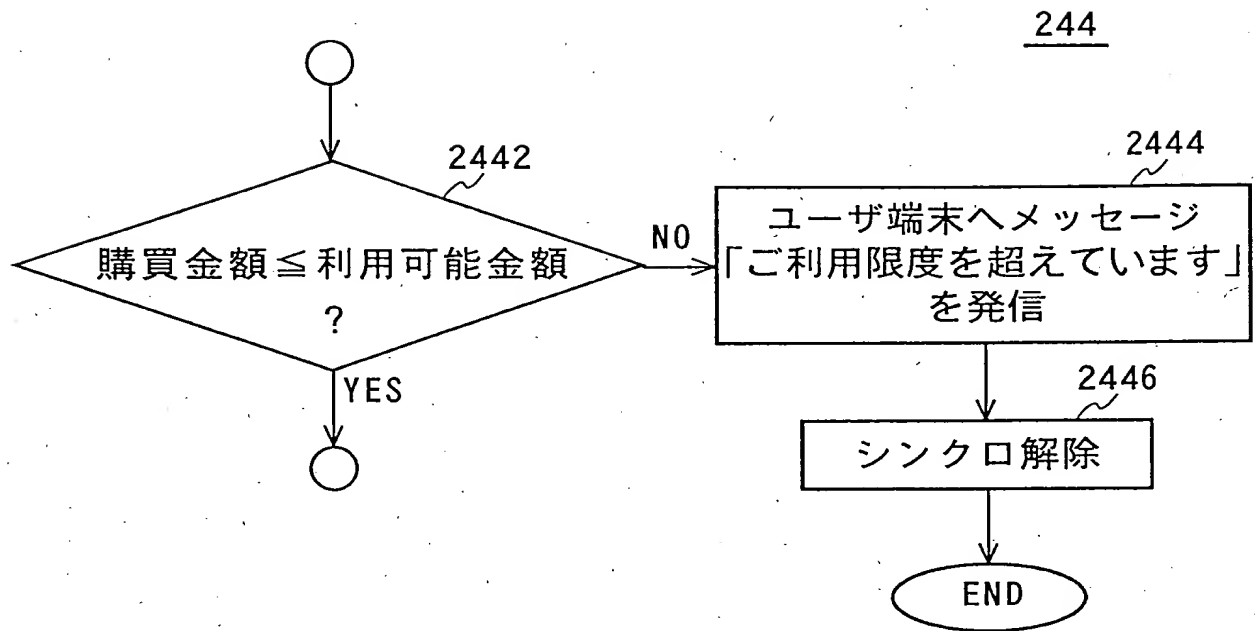 244
2442
購買金額≦利用可能金額
?
NO
YES
2444
ユーザ端末へメッセージ
「ご利用限度を超えています」
を発信
2446
シンクロ解除
END